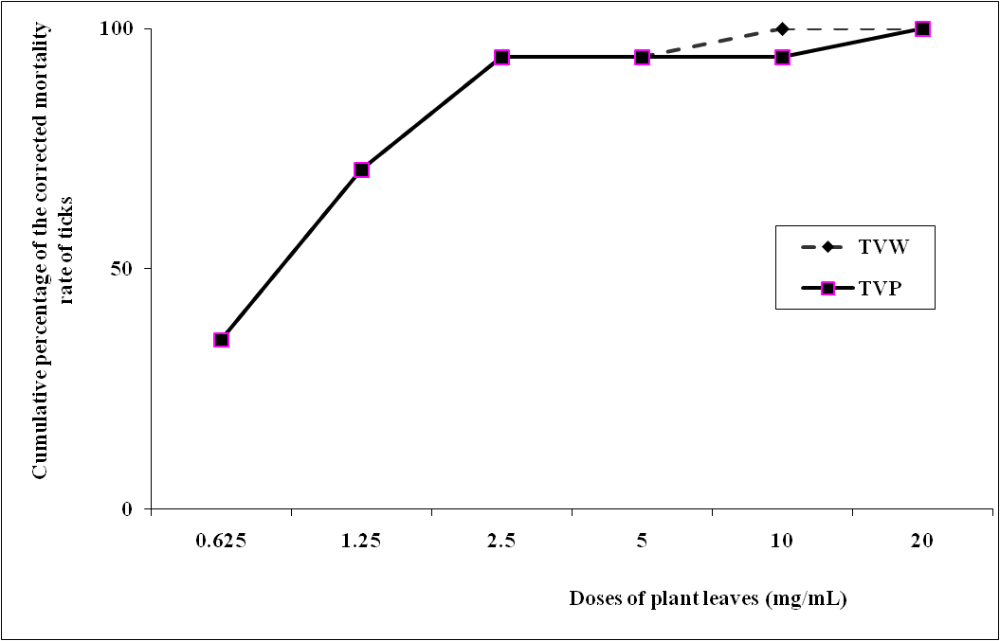 Cumulative percentage of the corrected mortality
rate of ticks
100
50
0
0.625 1.25 2.5 5 10 20
Doses of plant leaves (mg/mL)
TVW
TVP